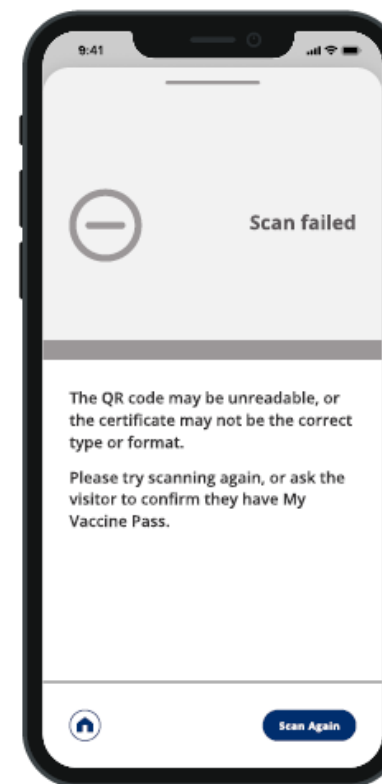 9:41
Scan failed
The QR code may be unreadable, or
the certificate may not be the correct
type or format.
Please try scanning again, or ask the
visitor to confirm they have My
Vaccine Pass.
Scan Again